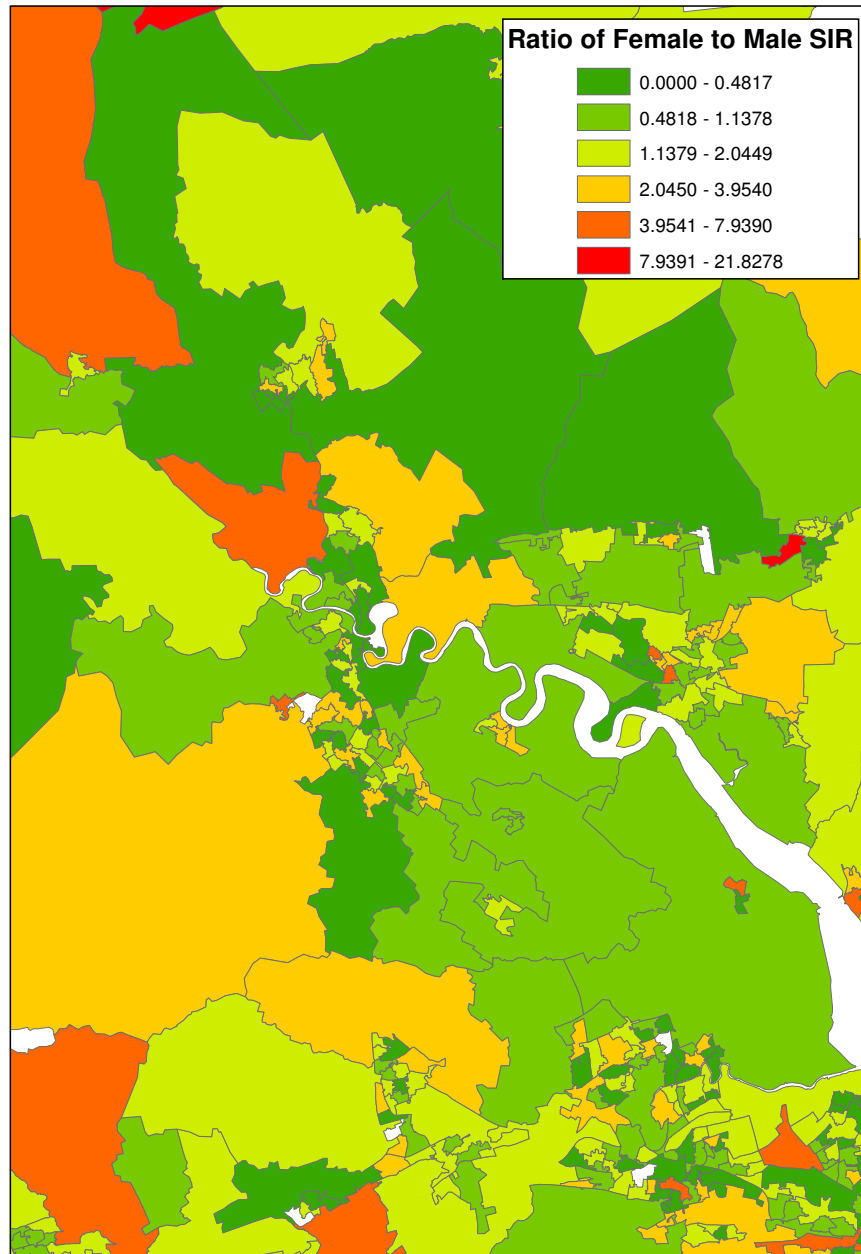 Ratio of Female to Male SIR
0.0000 - 0.4817
0.4818 - 1.1378
1.1379 - 2.0449
2.0450 - 3.9540
3.9541 - 7.9390
7.9391 - 21.8278